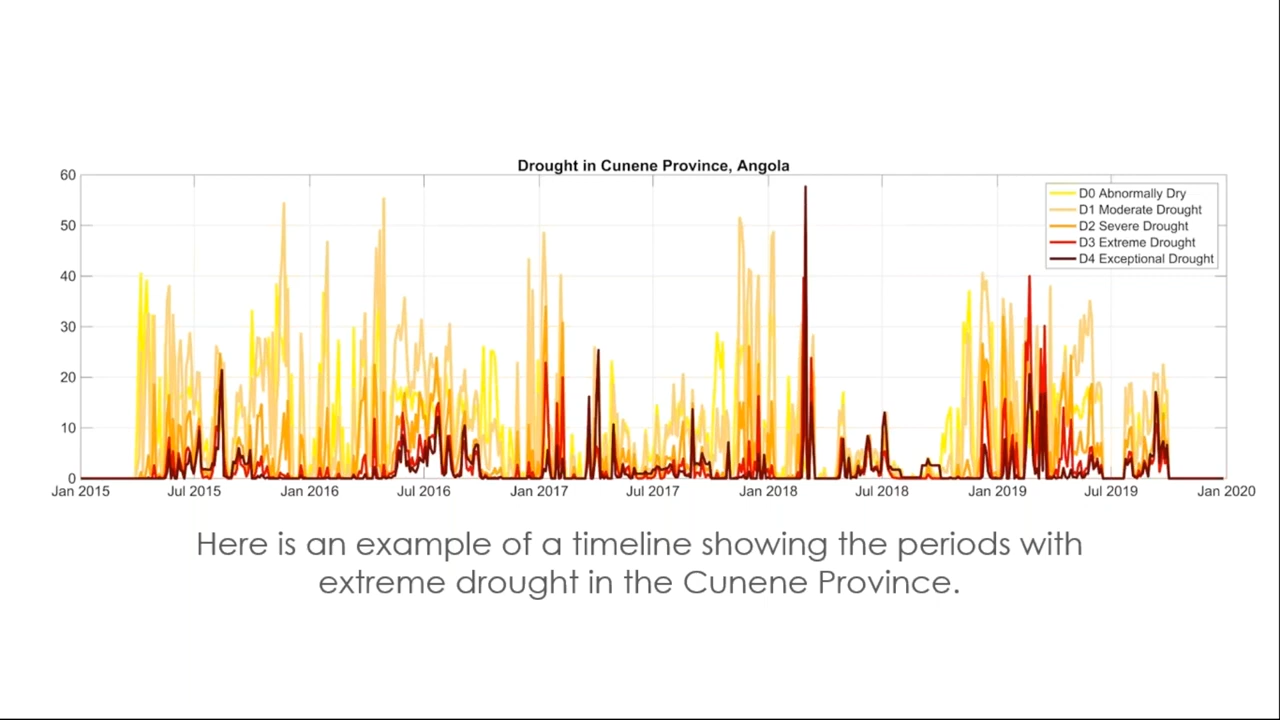 Drought in Cunene Province, Angola
60
50
40
30
20
10
0
D0 Abnormally Dry
D1 Moderate Drought
D2 Severe Drought
D3 Extreme Drought
D4 Exceptional Drought
Jan 2015 Jul 2015 Jan 2016 Jul 2016 Jan 2017 Jul 2017 Jan 2018 Jul 2018 Jan 2019 Jul 2019 Jan 2020
Here is an example of a timeline showing the periods with
extreme drought in the Cunene Province.